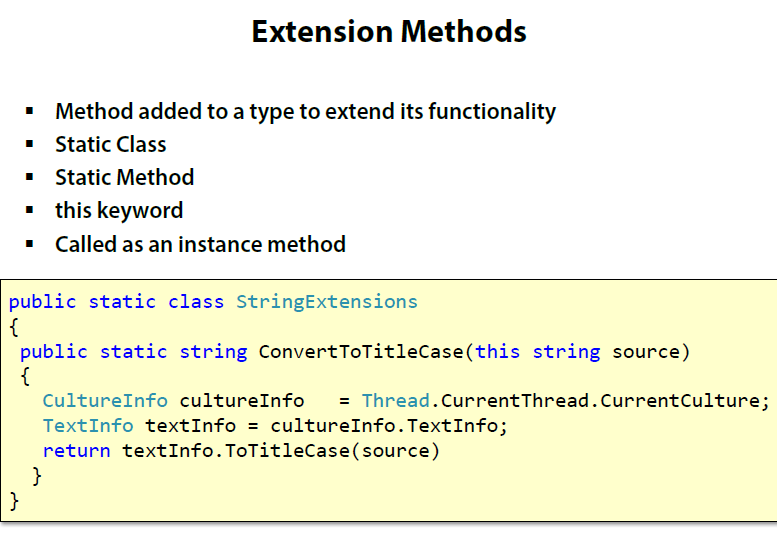 Extension Methods
▪ Method added to a type to extend its functionality
▪ Static Class
▪ Static Method
▪ this keyword
▪ Called as an instance method
public static class StringExtensions
{
 public static string ConvertToTitleCase(this string source)
 {
   CultureInfo cultureInfo   = Thread.CurrentThread.CurrentCulture;
   TextInfo textInfo = cultureInfo.TextInfo;
   return textInfo.ToTitleCase(source)
  }
}